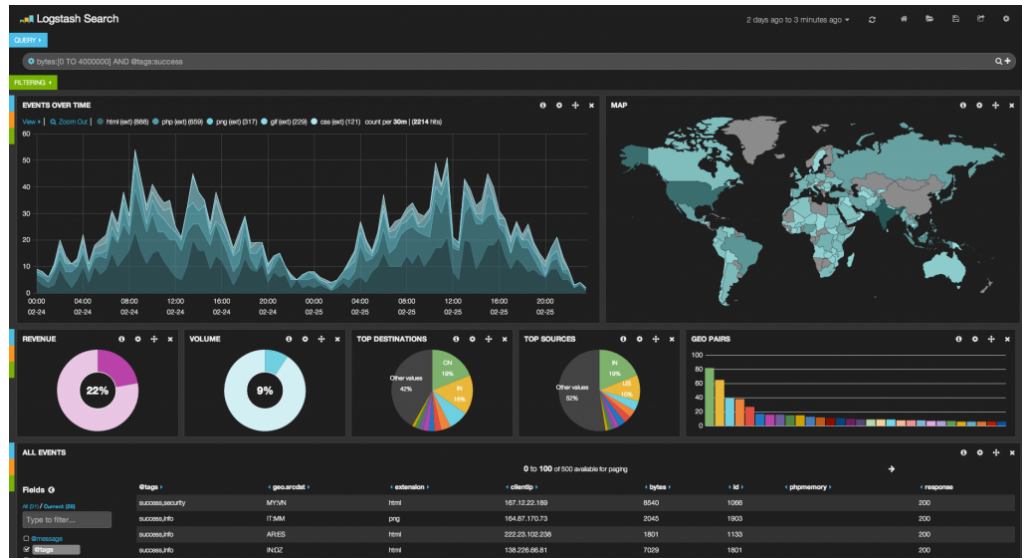 Logstash Search
2 days ago to 3 minutes ago
QUERY
bytes:[0 TO 4000000] AND @tags:success
FILTERING
EVENTS OVER TIME
View | Zoom Out | html (ext) (888) php (ext) (659) png (ext) (317) gif (ext) (229) css (ext) (121) count per 30m | (2214 hits)
60
50
40
30
20
10
0
00:00 04:00 08:00 12:00 16:00 20:00 00:00 04:00 08:00 12:00 16:00 20:00
02-24 02-24 02-24 02-24 02-24 02-24 02-25 02-25 02-25 02-25 02-25 02-25
MAP
REVENUE
22%
VOLUME
9%
TOP DESTINATIONS
CN
19%
IN
16%
Other values
42%
TOP SOURCES
IN
19%
US
10%
Other values
52%
GEO PAIRS
100
80
60
40
20
0
ALL EVENTS
0 to 100 of 500 available for paging
Fields
All (31) / Current (28)
Type to filter...
@message
@tags
@tags geo.srcdst extension clientip bytes id phpmemory response
success,security MY:VN html 167.12.22.189 8540 1066 200
success,info IT:MM png 164.87.170.73 2045 1903 200
success,info AR:ES html 222.23.102.238 1801 1133 200
success,info IN:DZ html 138.226.66.81 7029 1801 200